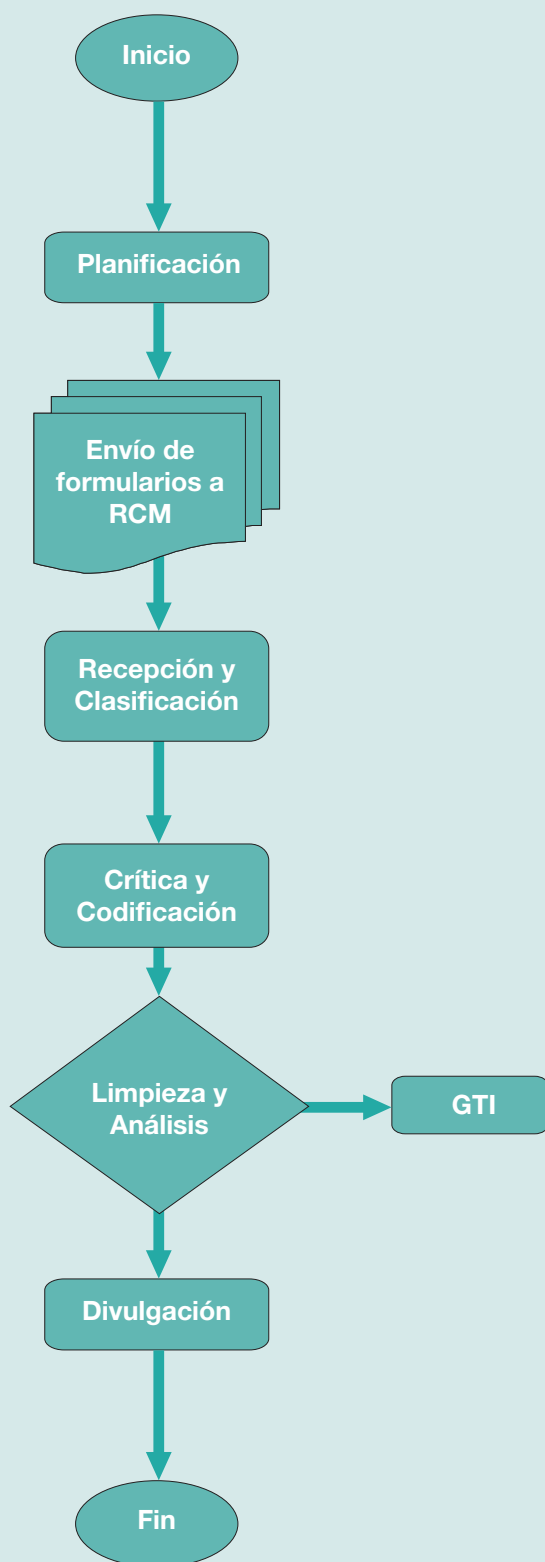 Inicio
Planificación
Envío de
formularios a
RCM
Recepción y
Clasificación
Crítica y
Codificación
Limpieza y
Análisis
GTI
Divulgación
Fin